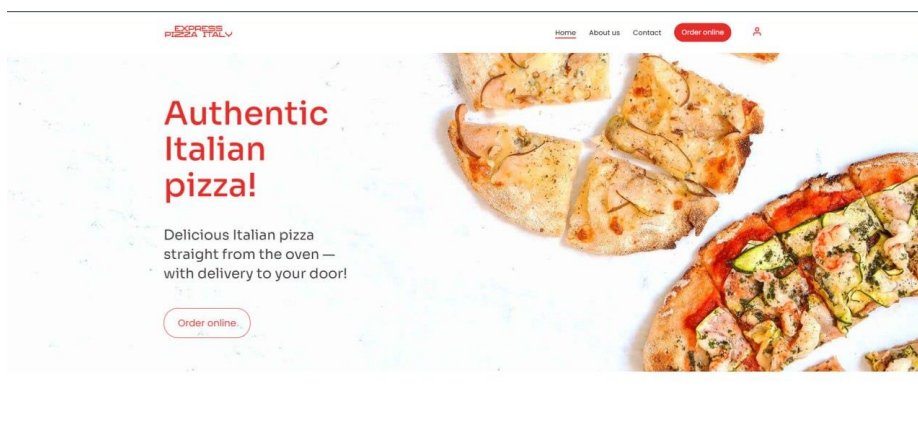 EXPRESS
PIZZA ITALY
Home About us Contact Order online
Authentic
Italian
pizza!
Delicious Italian pizza
straight from the oven —
with delivery to your door!
Order online